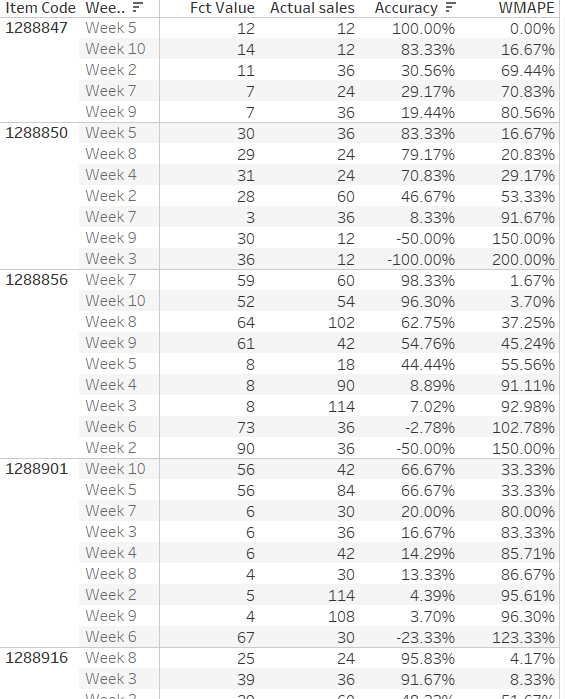 Item Code Wee.. Fct Value Actual sales Accuracy WMAPE
1288847 Week 5 12 12 100.00% 0.00%
Week 10 14 12 83.33% 16.67%
Week 2 11 36 30.56% 69.44%
Week 7 7 24 29.17% 70.83%
Week 9 7 36 19.44% 80.56%
1288850 Week 5 30 36 83.33% 16.67%
Week 8 29 24 79.17% 20.83%
Week 4 31 24 70.83% 29.17%
Week 2 28 60 46.67% 53.33%
Week 7 3 36 8.33% 91.67%
Week 9 30 12 -50.00% 150.00%
Week 3 36 12 -100.00% 200.00%
1288856 Week 7 59 60 98.33% 1.67%
Week 10 52 54 96.30% 3.70%
Week 8 64 102 62.75% 37.25%
Week 9 61 42 54.76% 45.24%
Week 5 8 18 44.44% 55.56%
Week 4 8 90 8.89% 91.11%
Week 3 8 114 7.02% 92.98%
Week 6 73 36 -2.78% 102.78%
Week 2 90 36 -50.00% 150.00%
1288901 Week 10 56 42 66.67% 33.33%
Week 5 56 84 66.67% 33.33%
Week 7 6 30 20.00% 80.00%
Week 3 6 36 16.67% 83.33%
Week 4 6 42 14.29% 85.71%
Week 8 4 30 13.33% 86.67%
Week 2 5 114 4.39% 95.61%
Week 9 4 108 3.70% 96.30%
Week 6 67 30 -23.33% 123.33%
1288916 Week 8 25 24 95.83% 4.17%
Week 3 39 36 91.67% 8.33%